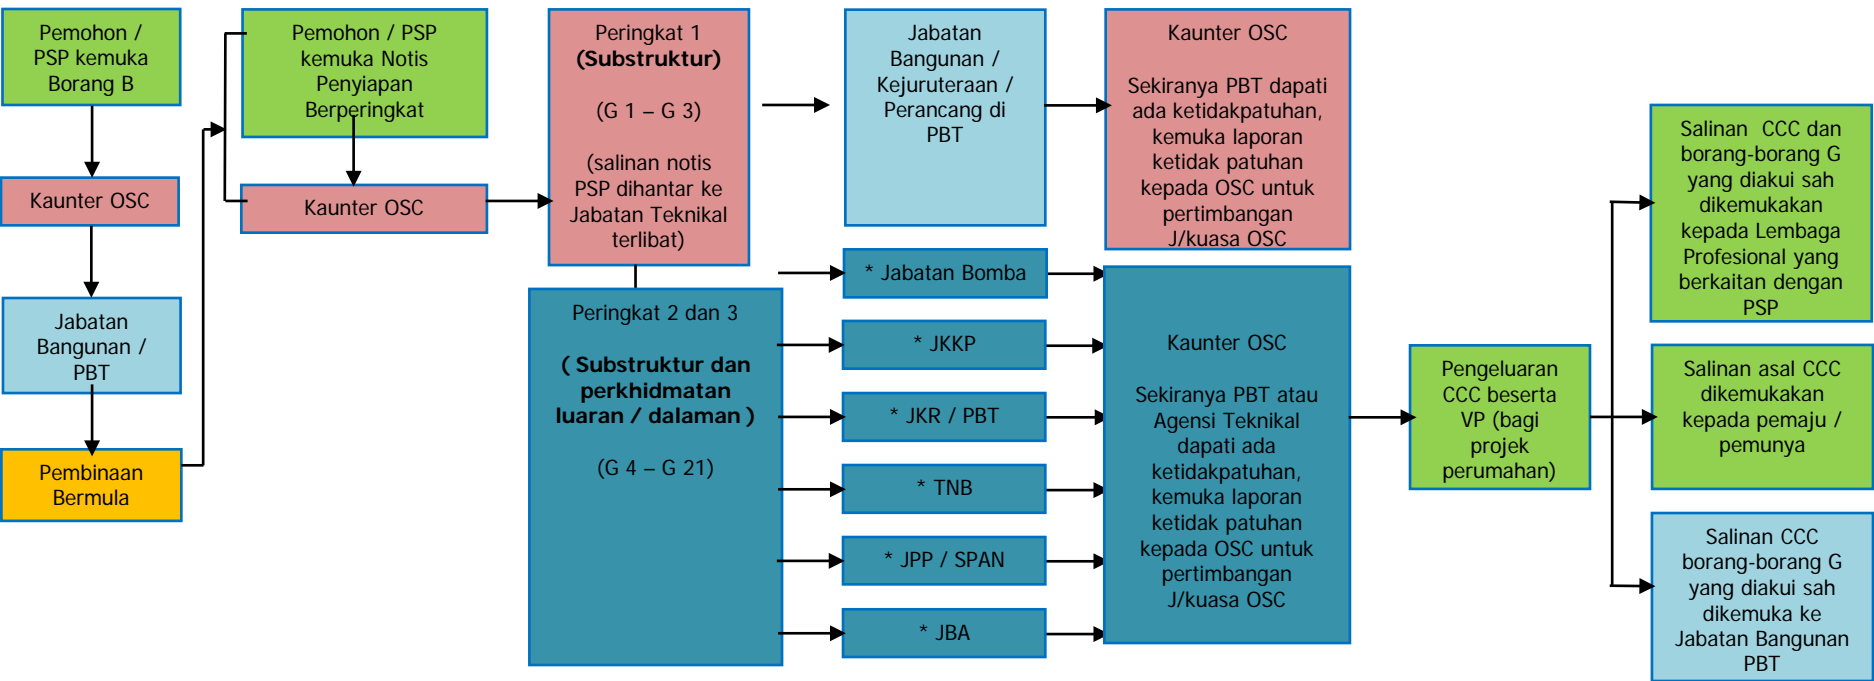 Pemohon /
PSP kemuka
Borang B
Kaunter OSC
Jabatan
Bangunan /
PBT
Pembinaan
Bermula
Pemohon / PSP
kemuka Notis
Penyiapan
Berperingkat
Kaunter OSC
Peringkat 1
(Substruktur)
(G 1 – G 3)
(salinan notis
PSP dihantar ke
Jabatan Teknikal
terlibat)
Peringkat 2 dan 3
( Substruktur dan
perkhidmatan
luaran / dalaman )
(G 4 – G 21)
Jabatan
Bangunan /
Kejuruteraan /
Perancang di
PBT
* Jabatan Bomba
* JKKP
* JKR / PBT
* TNB
* JPP / SPAN
* JBA
Kaunter OSC
Sekiranya PBT dapati
ada ketidakpatuhan,
kemuka laporan
ketidak patuhan
kepada OSC untuk
pertimbangan
J/kuasa OSC
Kaunter OSC
Sekiranya PBT atau
Agensi Teknikal
dapati ada
ketidakpatuhan,
kemuka laporan
ketidak patuhan
kepada OSC untuk
pertimbangan
J/kuasa OSC
Pengeluaran
CCC beserta
VP (bagi
projek
perumahan)
Salinan  CCC dan
borang-borang G
yang diakui sah
dikemukakan
kepada Lembaga
Profesional yang
berkaitan dengan
PSP
Salinan asal CCC
dikemukakan
kepada pemaju /
pemunya
Salinan CCC
borang-borang G
yang diakui sah
dikemuka ke
Jabatan Bangunan
PBT